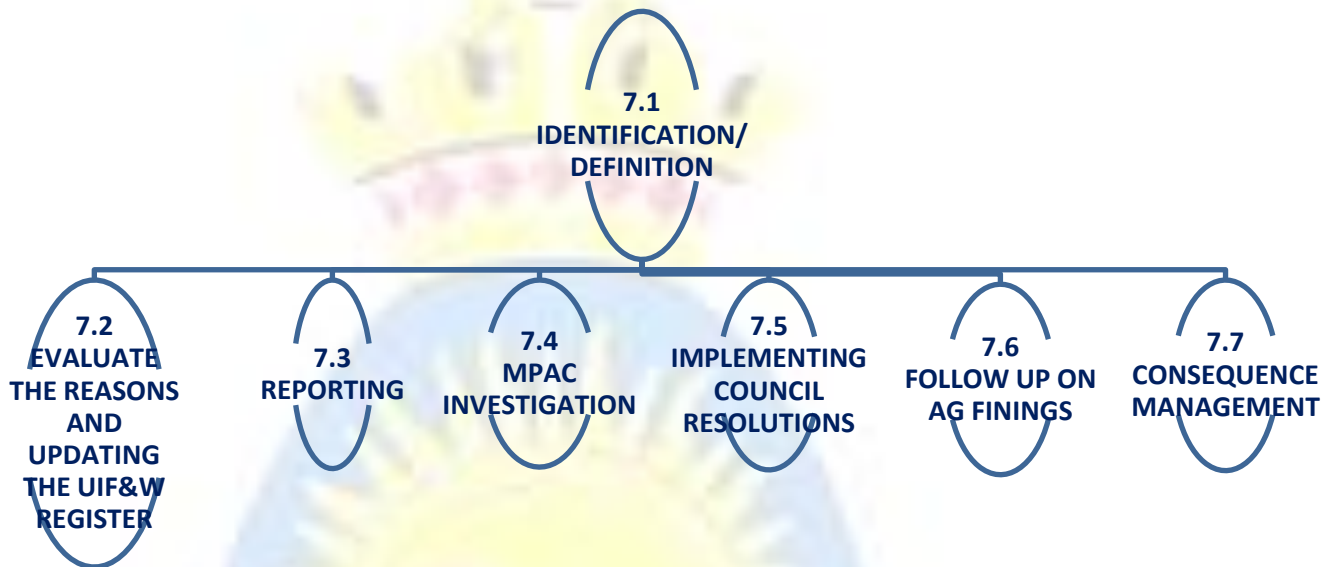 7.1
IDENTIFICATION/
DEFINITION
7.2
EVALUATE
THE REASONS
AND
UPDATING
THE UIF&W
REGISTER
7.3
REPORTING
7.4
MPAC
INVESTIGATION
7.5
IMPLEMENTING
COUNCIL
RESOLUTIONS
7.6
FOLLOW UP ON
AG FININGS
7.7
CONSEQUENCE
MANAGEMENT